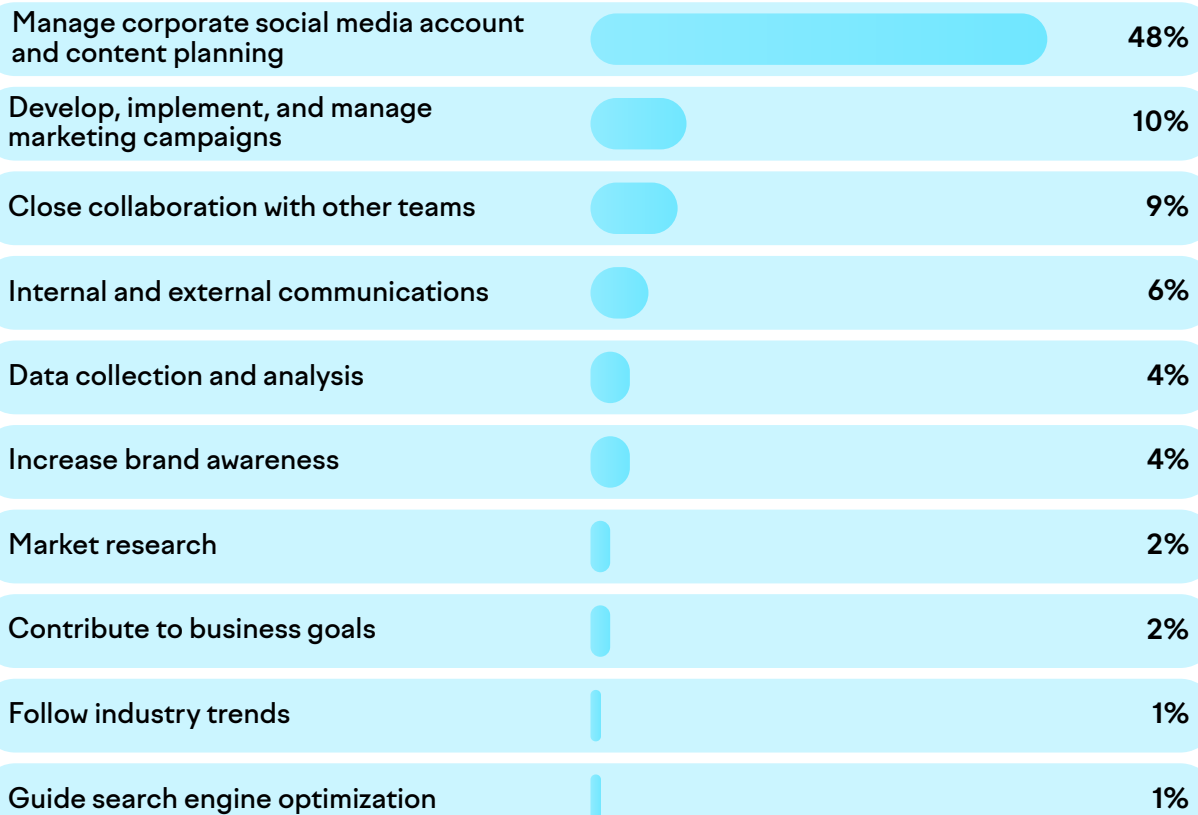 Manage corporate social media account
and content planning
48%
Develop, implement, and manage
marketing campaigns
10%
Close collaboration with other teams
9%
Internal and external communications
6%
Data collection and analysis
4%
Increase brand awareness
4%
Market research
2%
Contribute to business goals
2%
Follow industry trends
1%
Guide search engine optimization
1%